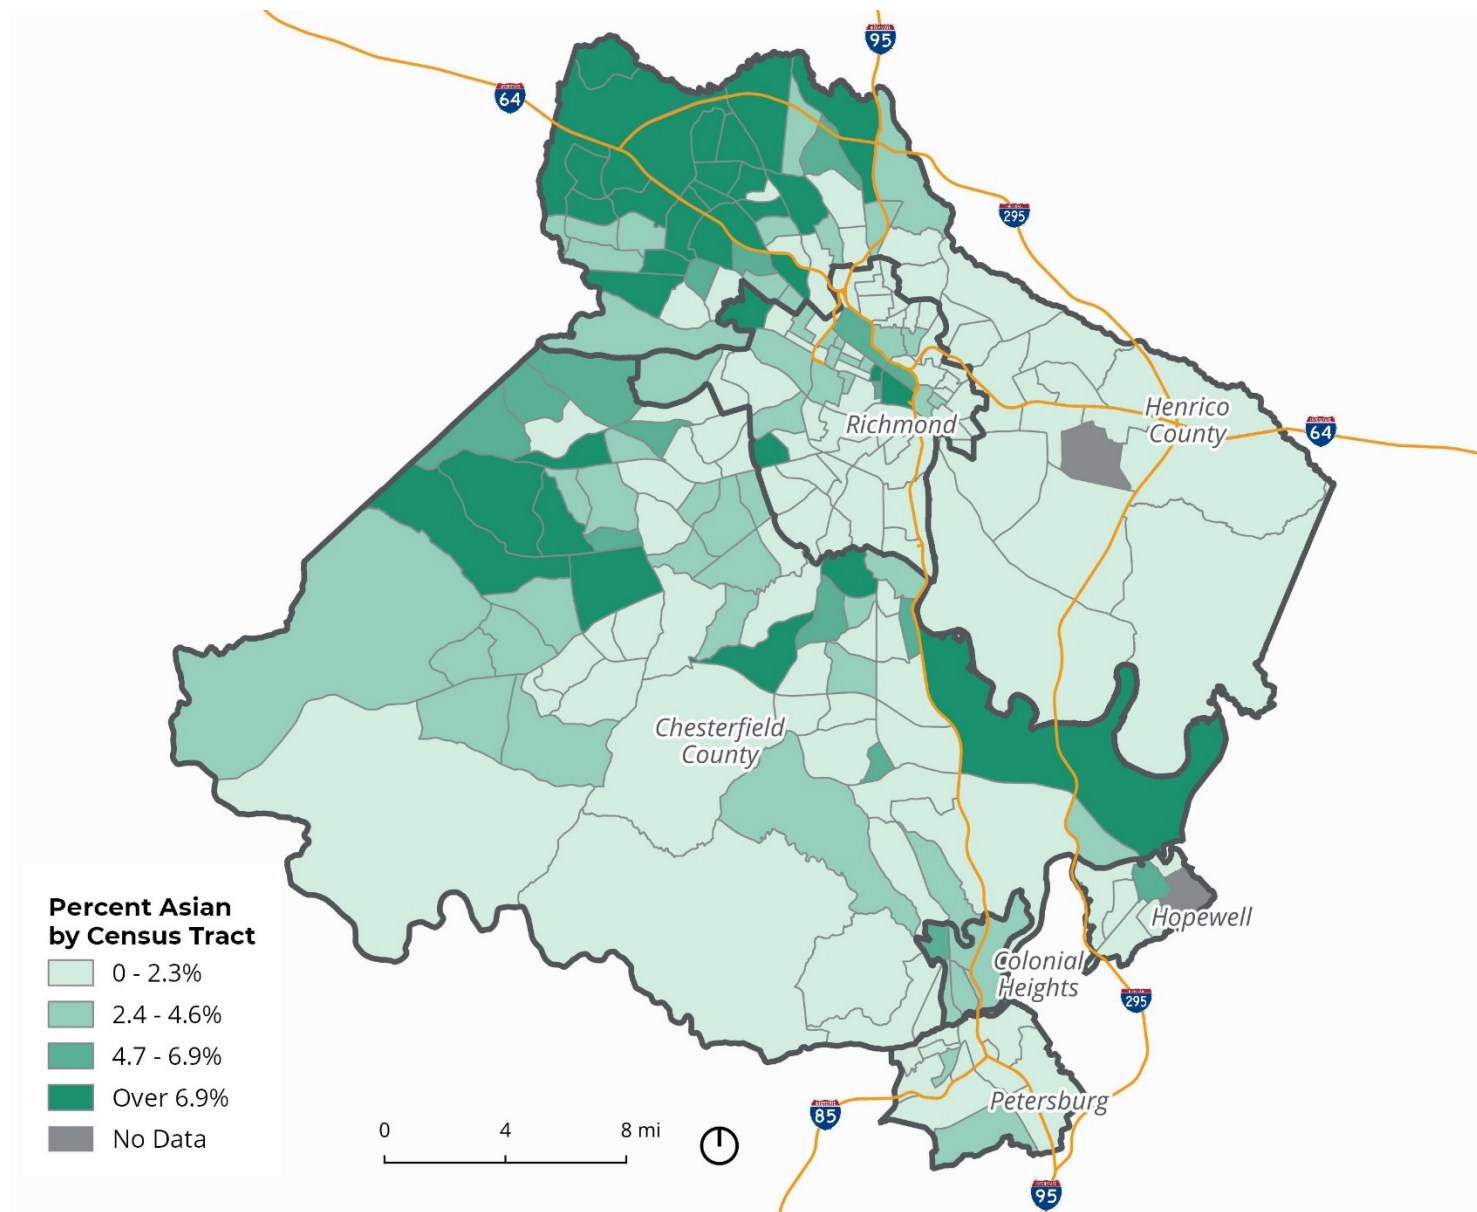 95
64
295
Henrico
County
64
Richmond
Chesterfield
County
Hopewell
Colonial
Heights
295
Petersburg
85
95
Percent Asian
by Census Tract
0 - 2.3%
2.4 - 4.6%
4.7 - 6.9%
Over 6.9%
No Data
0 4 8 mi